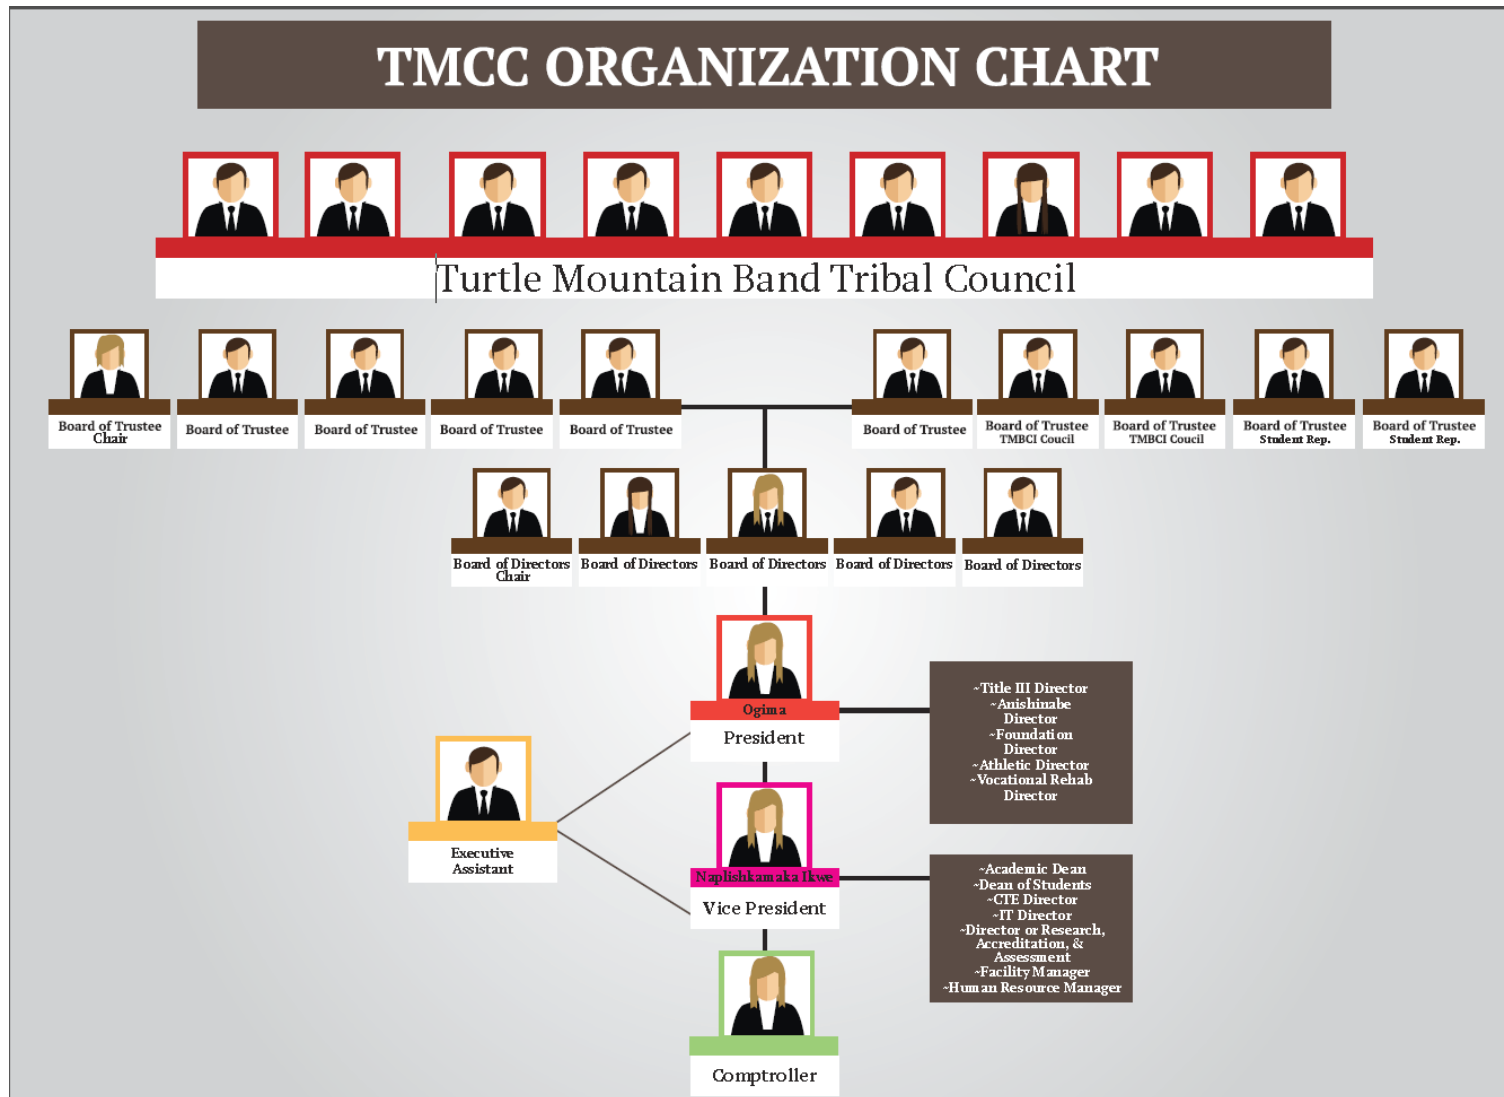 TMCC ORGANIZATION CHART
Turtle Mountain Band Tribal Council
Board of Trustee
Chair
Board of Trustee
Board of Trustee
Board of Trustee
Board of Trustee
Board of Trustee
Board of Trustee
TMBCI Coucil
Board of Trustee
TMBCI Coucil
Board of Trustee
Student Rep.
Board of Trustee
Student Rep.
Board of Directors
Chair
Board of Directors
Board of Directors
Board of Directors
Board of Directors
Ogima
President
~Title III Director
~Anishinabe
Director
~Foundation
Director
~Athletic Director
~Vocational Rehab
Director
Executive
Assistant
Naplishkamaka Ikwe
Vice President
~Academic Dean
~Dean of Students
~CTE Director
~IT Director
~Director or Research,
Accreditation, &
Assessment
~Facility Manager
~Human Resource Manager
Comptroller